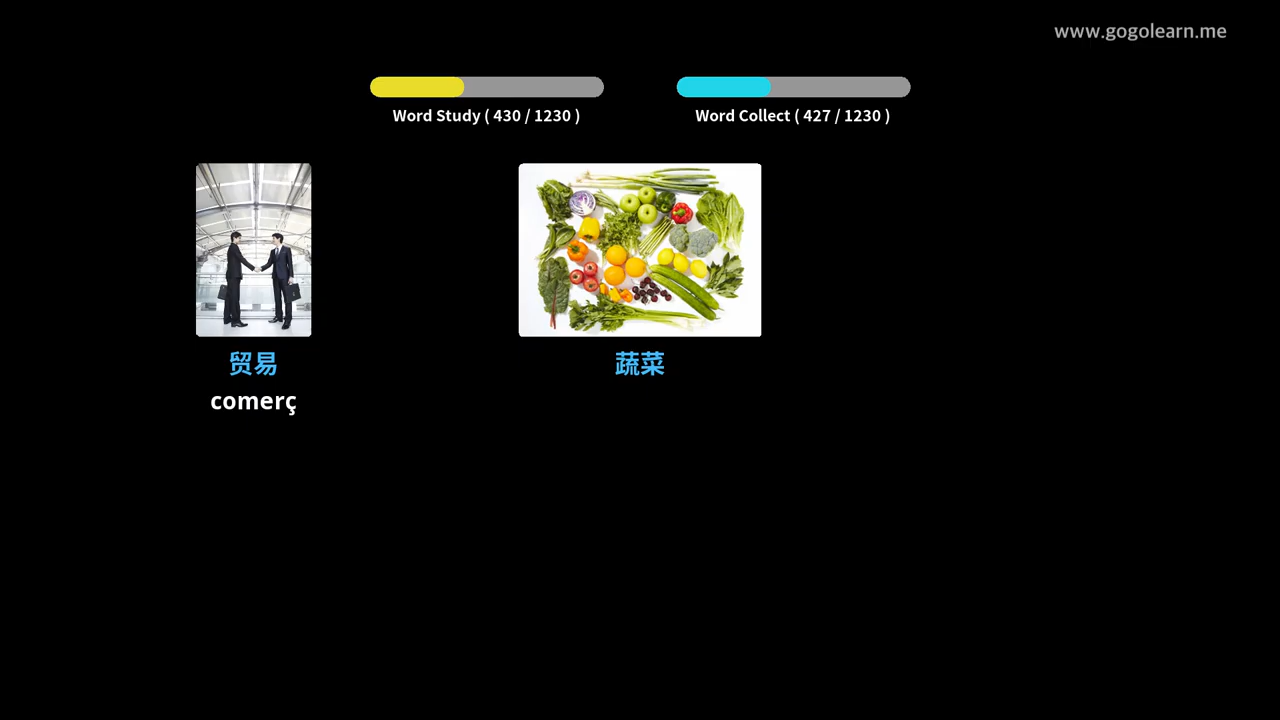 www.gogolearn.me
Word Study ( 430 / 1230 )
Word Collect ( 427 / 1230 )
贸易
comerç
蔬菜